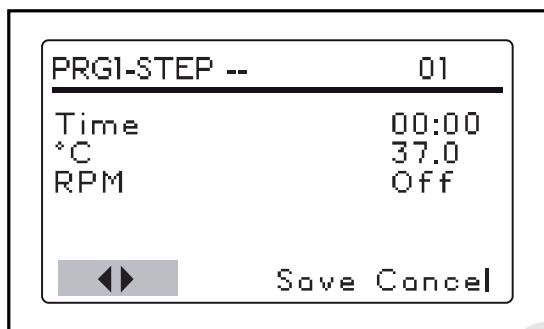 PRG1-STEP -- 01
Time 00:00
°C 37.0
RPM Off
◀▶ Save Cancel